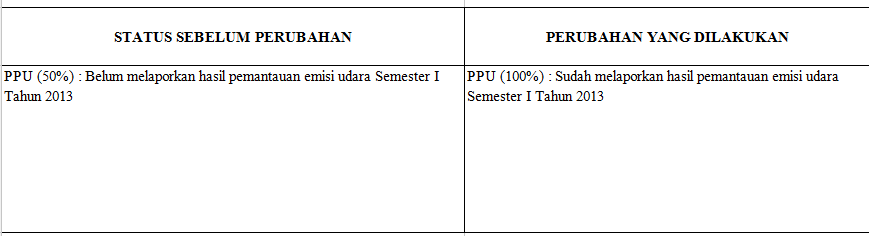 STATUS SEBELUM PERUBAHAN
PERUBAHAN YANG DILAKUKAN
PPU (50%) : Belum melaporkan hasil pemantauan emisi udara Semester I
Tahun 2013
PPU (100%) : Sudah melaporkan hasil pemantauan emisi udara
Semester I Tahun 2013